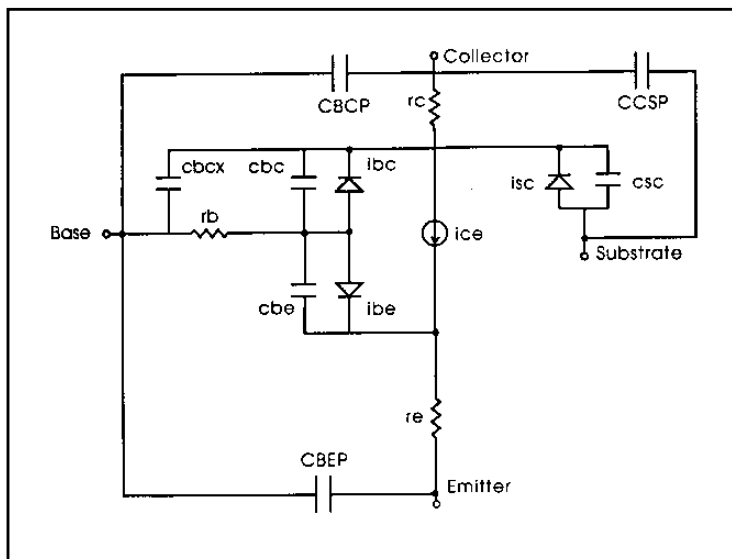 Collector
CBCP
rc
CCSP
cbcx
cbc
ibc
isc
csc
rb
Base
ice
Substrate
cbe
ibe
re
CBEP
Emitter